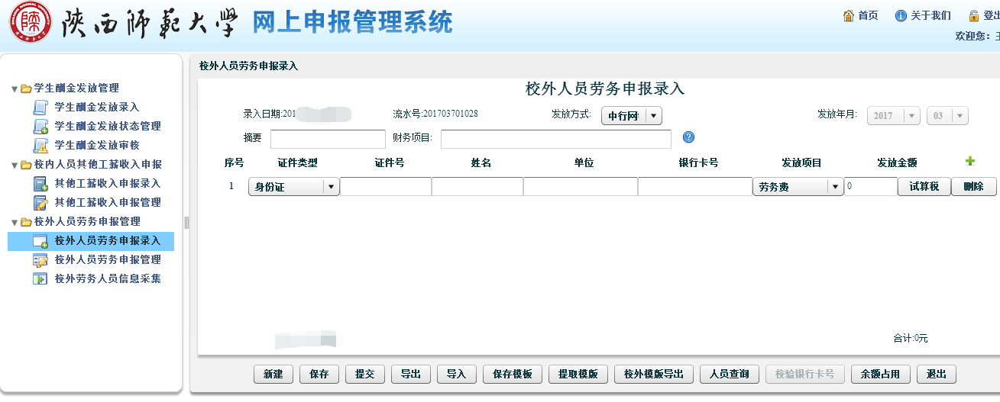 陕西师范大学 网上申报管理系统
首页 关于我们 登出
欢迎您：王
学生酬金发放管理
学生酬金发放录入
学生酬金发放状态管理
学生酬金发放审核
校内人员其他工薪收入申报
其他工薪收入申报录入
其他工薪收入申报管理
校外人员劳务申报管理
校外人员劳务申报录入
校外人员劳务申报管理
校外劳务人员信息采集
校外人员劳务申报录入
校外人员劳务申报录入
录入日期:201 流水号:201703701028 发放方式: 中行网 发放年月: 2017 03
摘要 财务项目: ?
序号 证件类型 证件号 姓名 单位 银行卡号 发放项目 发放金额
1 身份证 劳务费 0 试算税 删除
合计:0元
新建 保存 提交 导出 导入 保存模板 提取模版 校外模版导出 人员查询 校验银行卡号 余额占用 退出